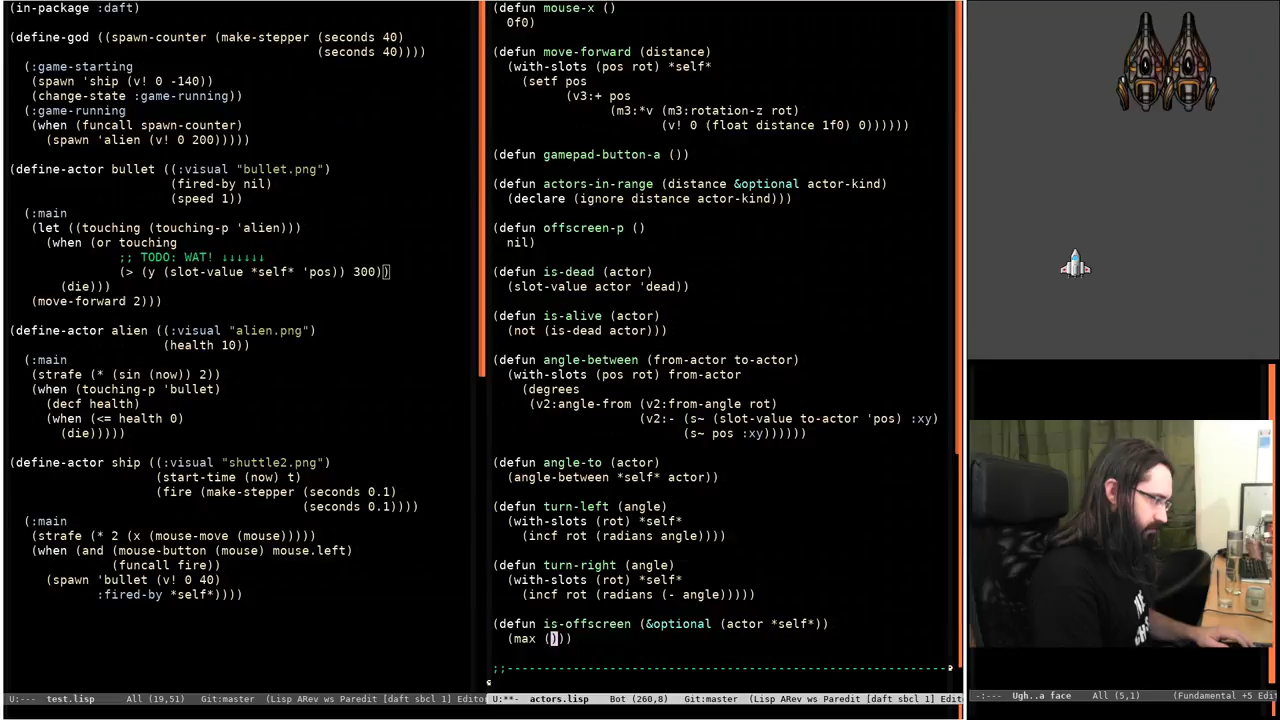 (in-package :daft)
(define-god ((spawn-counter (make-stepper (seconds 40)
(seconds 40))))
(:game-starting
(spawn 'ship (v! 0 -140))
(change-state :game-running))
(:game-running
(when (funcall spawn-counter)
(spawn 'alien (v! 0 200)))))
(define-actor bullet ((:visual "bullet.png")
(fired-by nil)
(speed 1))
(:main
(let ((touching (touching-p 'alien)))
(when (or touching
;; TODO: WAT! ↓↓↓↓↓↓
(> (y (slot-value *self* 'pos)) 300))
(die)))
(move-forward 2)))
(define-actor alien ((:visual "alien.png")
(health 10))
(:main
(strafe (* (sin (now)) 2))
(when (touching-p 'bullet)
(decf health)
(when (<= health 0)
(die)))))
(define-actor ship ((:visual "shuttle2.png")
(start-time (now) t)
(fire (make-stepper (seconds 0.1)
(seconds 0.1))))
(:main
(strafe (* 2 (x (mouse-move (mouse)))))
(when (and (mouse-button (mouse) mouse.left)
(funcall fire))
(spawn 'bullet (v! 0 40)
:fired-by *self*))))
U:--- test.lisp All (19,51) Git:master (Lisp ARev ws Paredit [daft sbcl 1] Editor
(defun mouse-x ()
0f0)
(defun move-forward (distance)
(with-slots (pos rot) *self*
(setf pos
(v3:+ pos
(m3:*v (m3:rotation-z rot)
(v! 0 (float distance 1f0) 0))))))
(defun gamepad-button-a ())
(defun actors-in-range (distance &optional actor-kind)
(declare (ignore distance actor-kind)))
(defun offscreen-p ()
nil)
(defun is-dead (actor)
(slot-value actor 'dead))
(defun is-alive (actor)
(not (is-dead actor)))
(defun angle-between (from-actor to-actor)
(with-slots (pos rot) from-actor
(degrees
(v2:angle-from (v2:from-angle rot)
(v2:- (s~ (slot-value to-actor 'pos) :xy)
(s~ pos :xy))))))
(defun angle-to (actor)
(angle-between *self* actor))
(defun turn-left (angle)
(with-slots (rot) *self*
(incf rot (radians angle))))
(defun turn-right (angle)
(with-slots (rot) *self*
(incf rot (radians (- angle)))))
(defun is-offscreen (&optional (actor *self*))
(max ()))
U:**- actors.lisp Bot (260,8) Git:master (Lisp ARev ws Paredit [daft sbcl 1] Editor
-:--- Ugh..a face All (5,1) (Fundamental +5 Edit